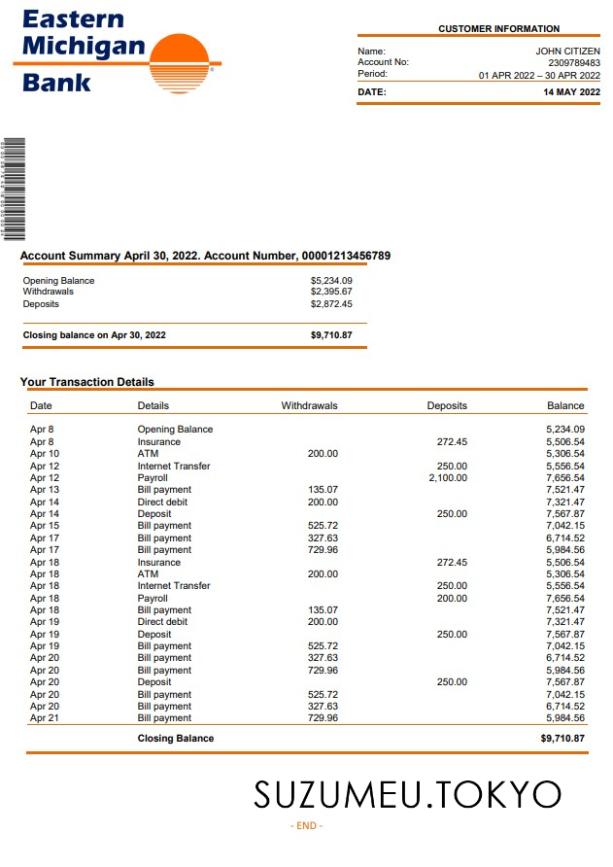 Eastern
Michigan
Bank
CUSTOMER INFORMATION
Name: JOHN CITIZEN
Account No: 2309789483
Period: 01 APR 2022 – 30 APR 2022
DATE: 14 MAY 2022
Account Summary April 30, 2022. Account Number, 00001213456789
Opening Balance $5,234.09
Withdrawals $2,395.67
Deposits $2,872.45
Closing balance on Apr 30, 2022 $9,710.87
Your Transaction Details
Date Details Withdrawals Deposits Balance
Apr 8 Opening Balance 5,234.09
Apr 8 Insurance 272.45 5,506.54
Apr 10 ATM 200.00 5,306.54
Apr 12 Internet Transfer 250.00 5,556.54
Apr 12 Payroll 2,100.00 7,656.54
Apr 13 Bill payment 135.07 7,521.47
Apr 14 Direct debit 200.00 7,321.47
Apr 14 Deposit 250.00 7,567.87
Apr 15 Bill payment 525.72 7,042.15
Apr 17 Bill payment 327.63 6,714.52
Apr 17 Bill payment 729.96 5,984.56
Apr 18 Insurance 272.45 5,506.54
Apr 18 ATM 200.00 5,306.54
Apr 18 Internet Transfer 250.00 5,556.54
Apr 18 Payroll 200.00 7,656.54
Apr 18 Bill payment 135.07 7,521.47
Apr 19 Direct debit 200.00 7,321.47
Apr 19 Deposit 250.00 7,567.87
Apr 19 Bill payment 525.72 7,042.15
Apr 20 Bill payment 327.63 6,714.52
Apr 20 Bill payment 729.96 5,984.56
Apr 20 Deposit 250.00 7,567.87
Apr 20 Bill payment 525.72 7,042.15
Apr 20 Bill payment 327.63 6,714.52
Apr 21 Bill payment 729.96 5,984.56
Closing Balance $9,710.87
SUZUMEU.TOKYO
- END -